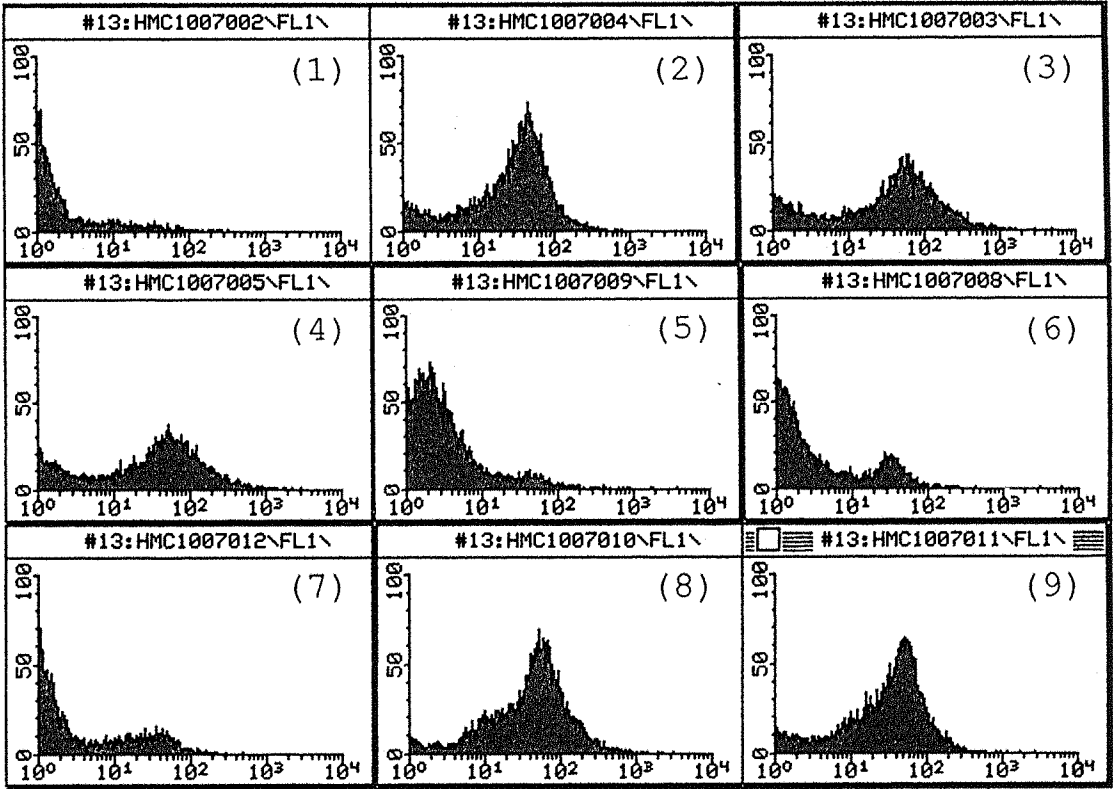 #13:HMC1007002\FL1\
#13:HMC1007004\FL1\
#13:HMC1007003\FL1\
(1)
(2)
(3)
100
50
0
10⁰ 10¹ 10² 10³ 10⁴
100
50
0
10⁰ 10¹ 10² 10³ 10⁴
100
50
0
10⁰ 10¹ 10² 10³ 10⁴
#13:HMC1007005\FL1\
#13:HMC1007009\FL1\
#13:HMC1007008\FL1\
(4)
(5)
(6)
100
50
0
10⁰ 10¹ 10² 10³ 10⁴
100
50
0
10⁰ 10¹ 10² 10³ 10⁴
100
50
0
10⁰ 10¹ 10² 10³ 10⁴
#13:HMC1007012\FL1\
#13:HMC1007010\FL1\
#13:HMC1007011\FL1\
(7)
(8)
(9)
100
50
0
10⁰ 10¹ 10² 10³ 10⁴
100
50
0
10⁰ 10¹ 10² 10³ 10⁴
100
50
0
10⁰ 10¹ 10² 10³ 10⁴